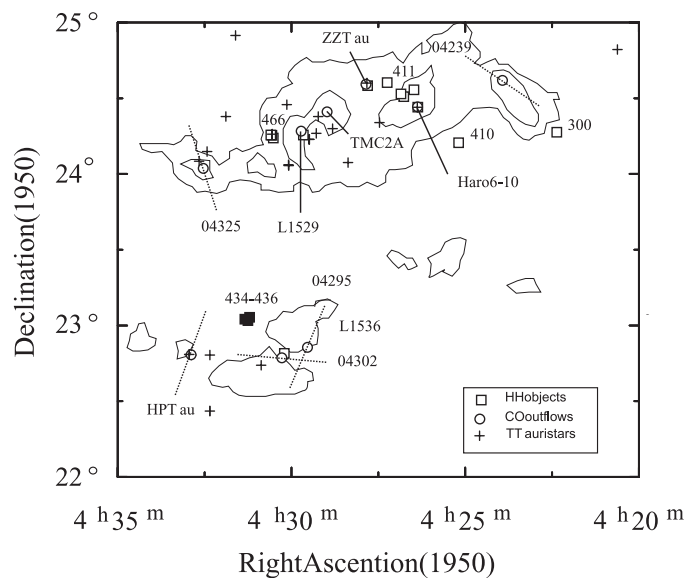 25°
ZZT au
04239
411
466
TMC2A
410
300
24°
Haro6-10
04325
L1529
04295
434-436
L1536
23°
04302
HPT au
HHobjects
COoutflows
TT auristars
22°
4 h35 m
4 h30 m
4 h25 m
4 h20 m
RightAscention(1950)
Declination(1950)